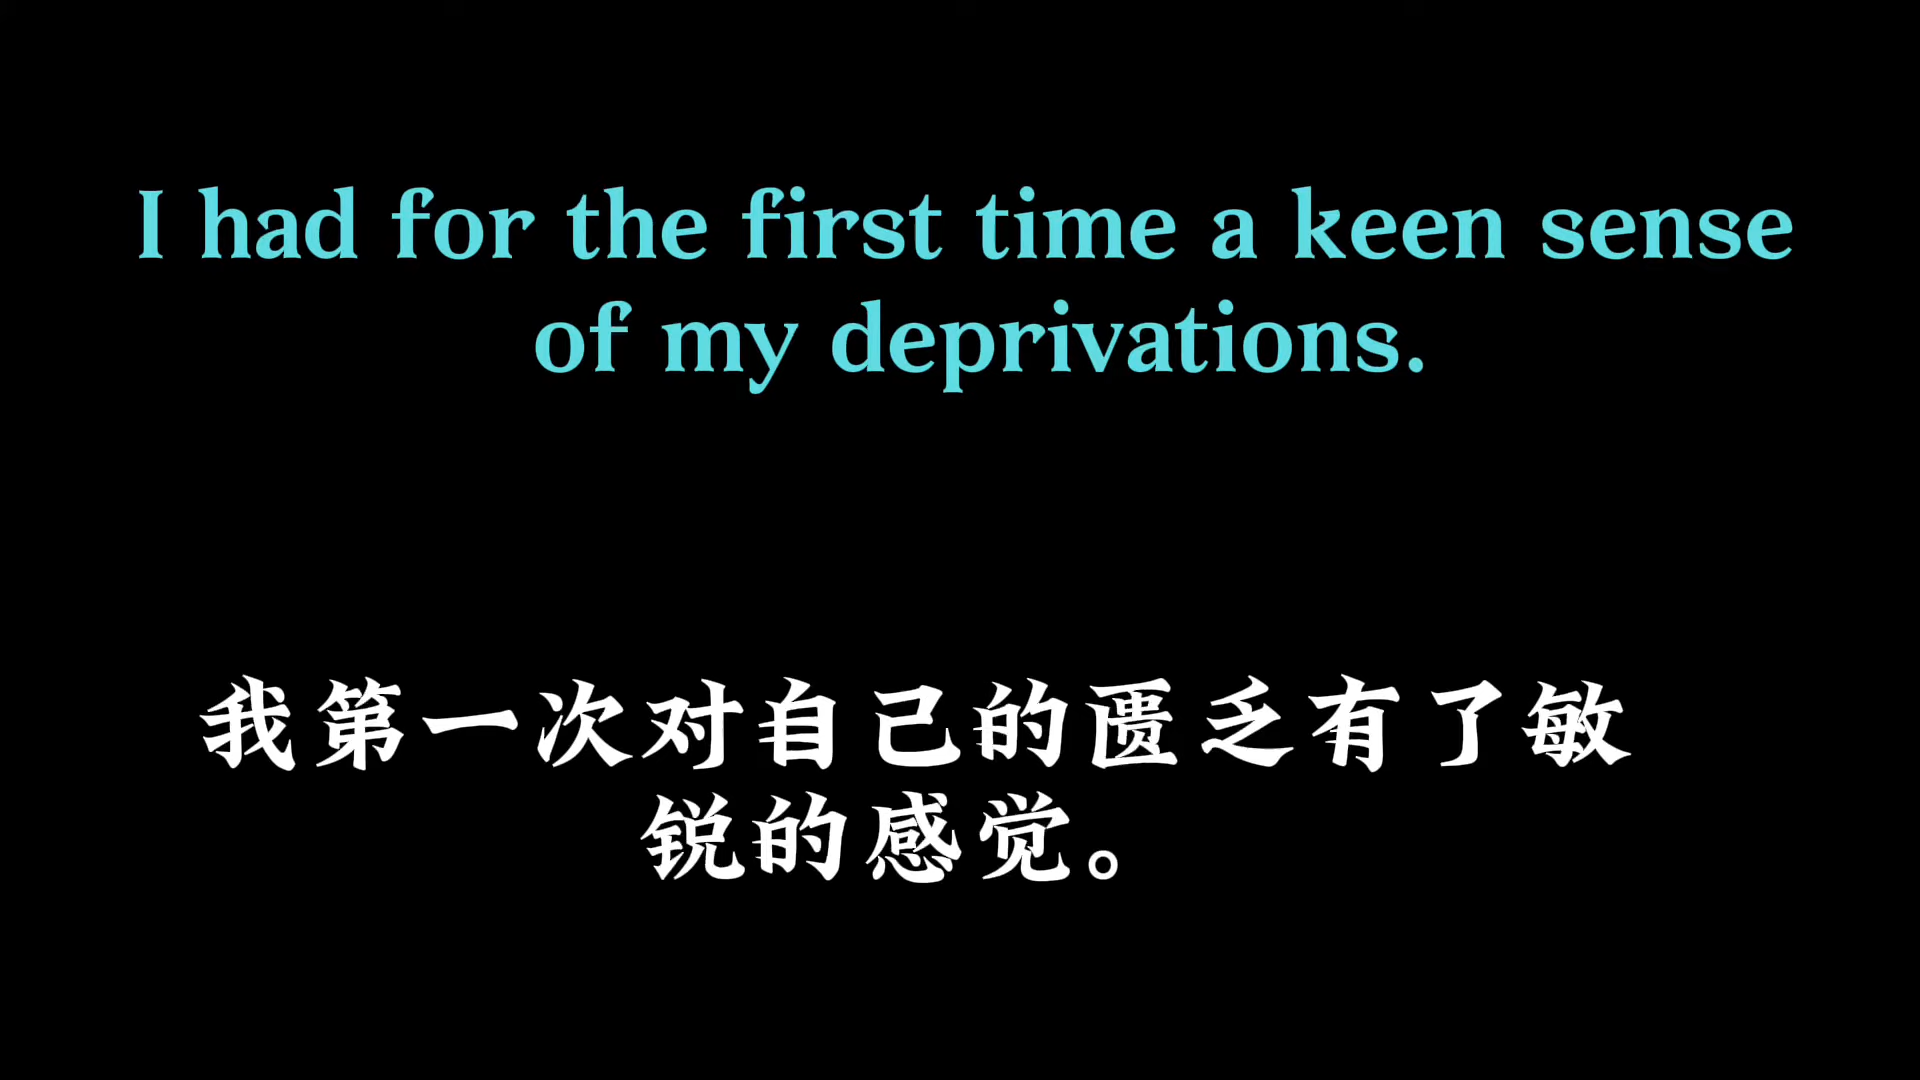 I had for the first time a keen sense
of my deprivations.
我第一次对自己的匮乏有了敏
锐的感觉。